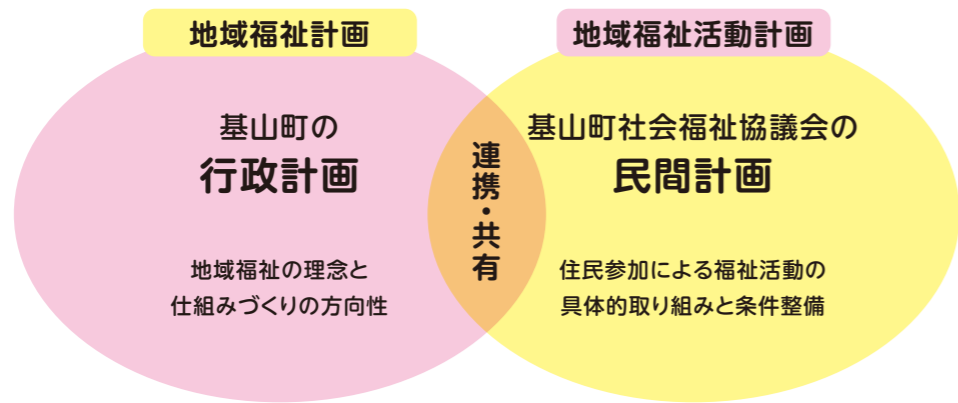 地域福祉計画
基山町の
行政計画
地域福祉の理念と
仕組みづくりの方向性
連携・共有
地域福祉活動計画
基山町社会福祉協議会の
民間計画
住民参加による福祉活動の
具体的取り組みと条件整備